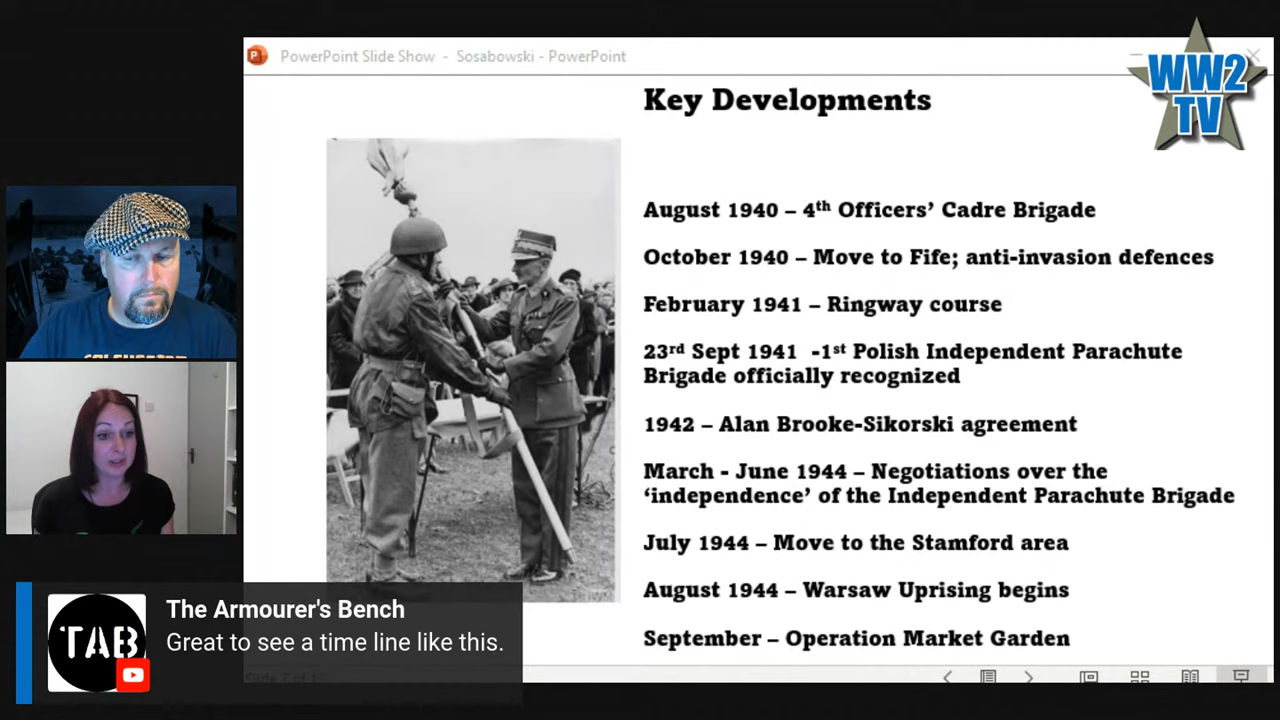 PowerPoint Slide Show - Sosabowski - PowerPoint
WW2
TV
Key Developments
August 1940 – 4th Officers’ Cadre Brigade
October 1940 – Move to Fife; anti-invasion defences
February 1941 – Ringway course
23rd Sept 1941 -1st Polish Independent Parachute
Brigade officially recognized
1942 – Alan Brooke-Sikorski agreement
March - June 1944 – Negotiations over the
‘independence’ of the Independent Parachute Brigade
July 1944 – Move to the Stamford area
August 1944 – Warsaw Uprising begins
September – Operation Market Garden
TAB
The Armourer's Bench
Great to see a time line like this.